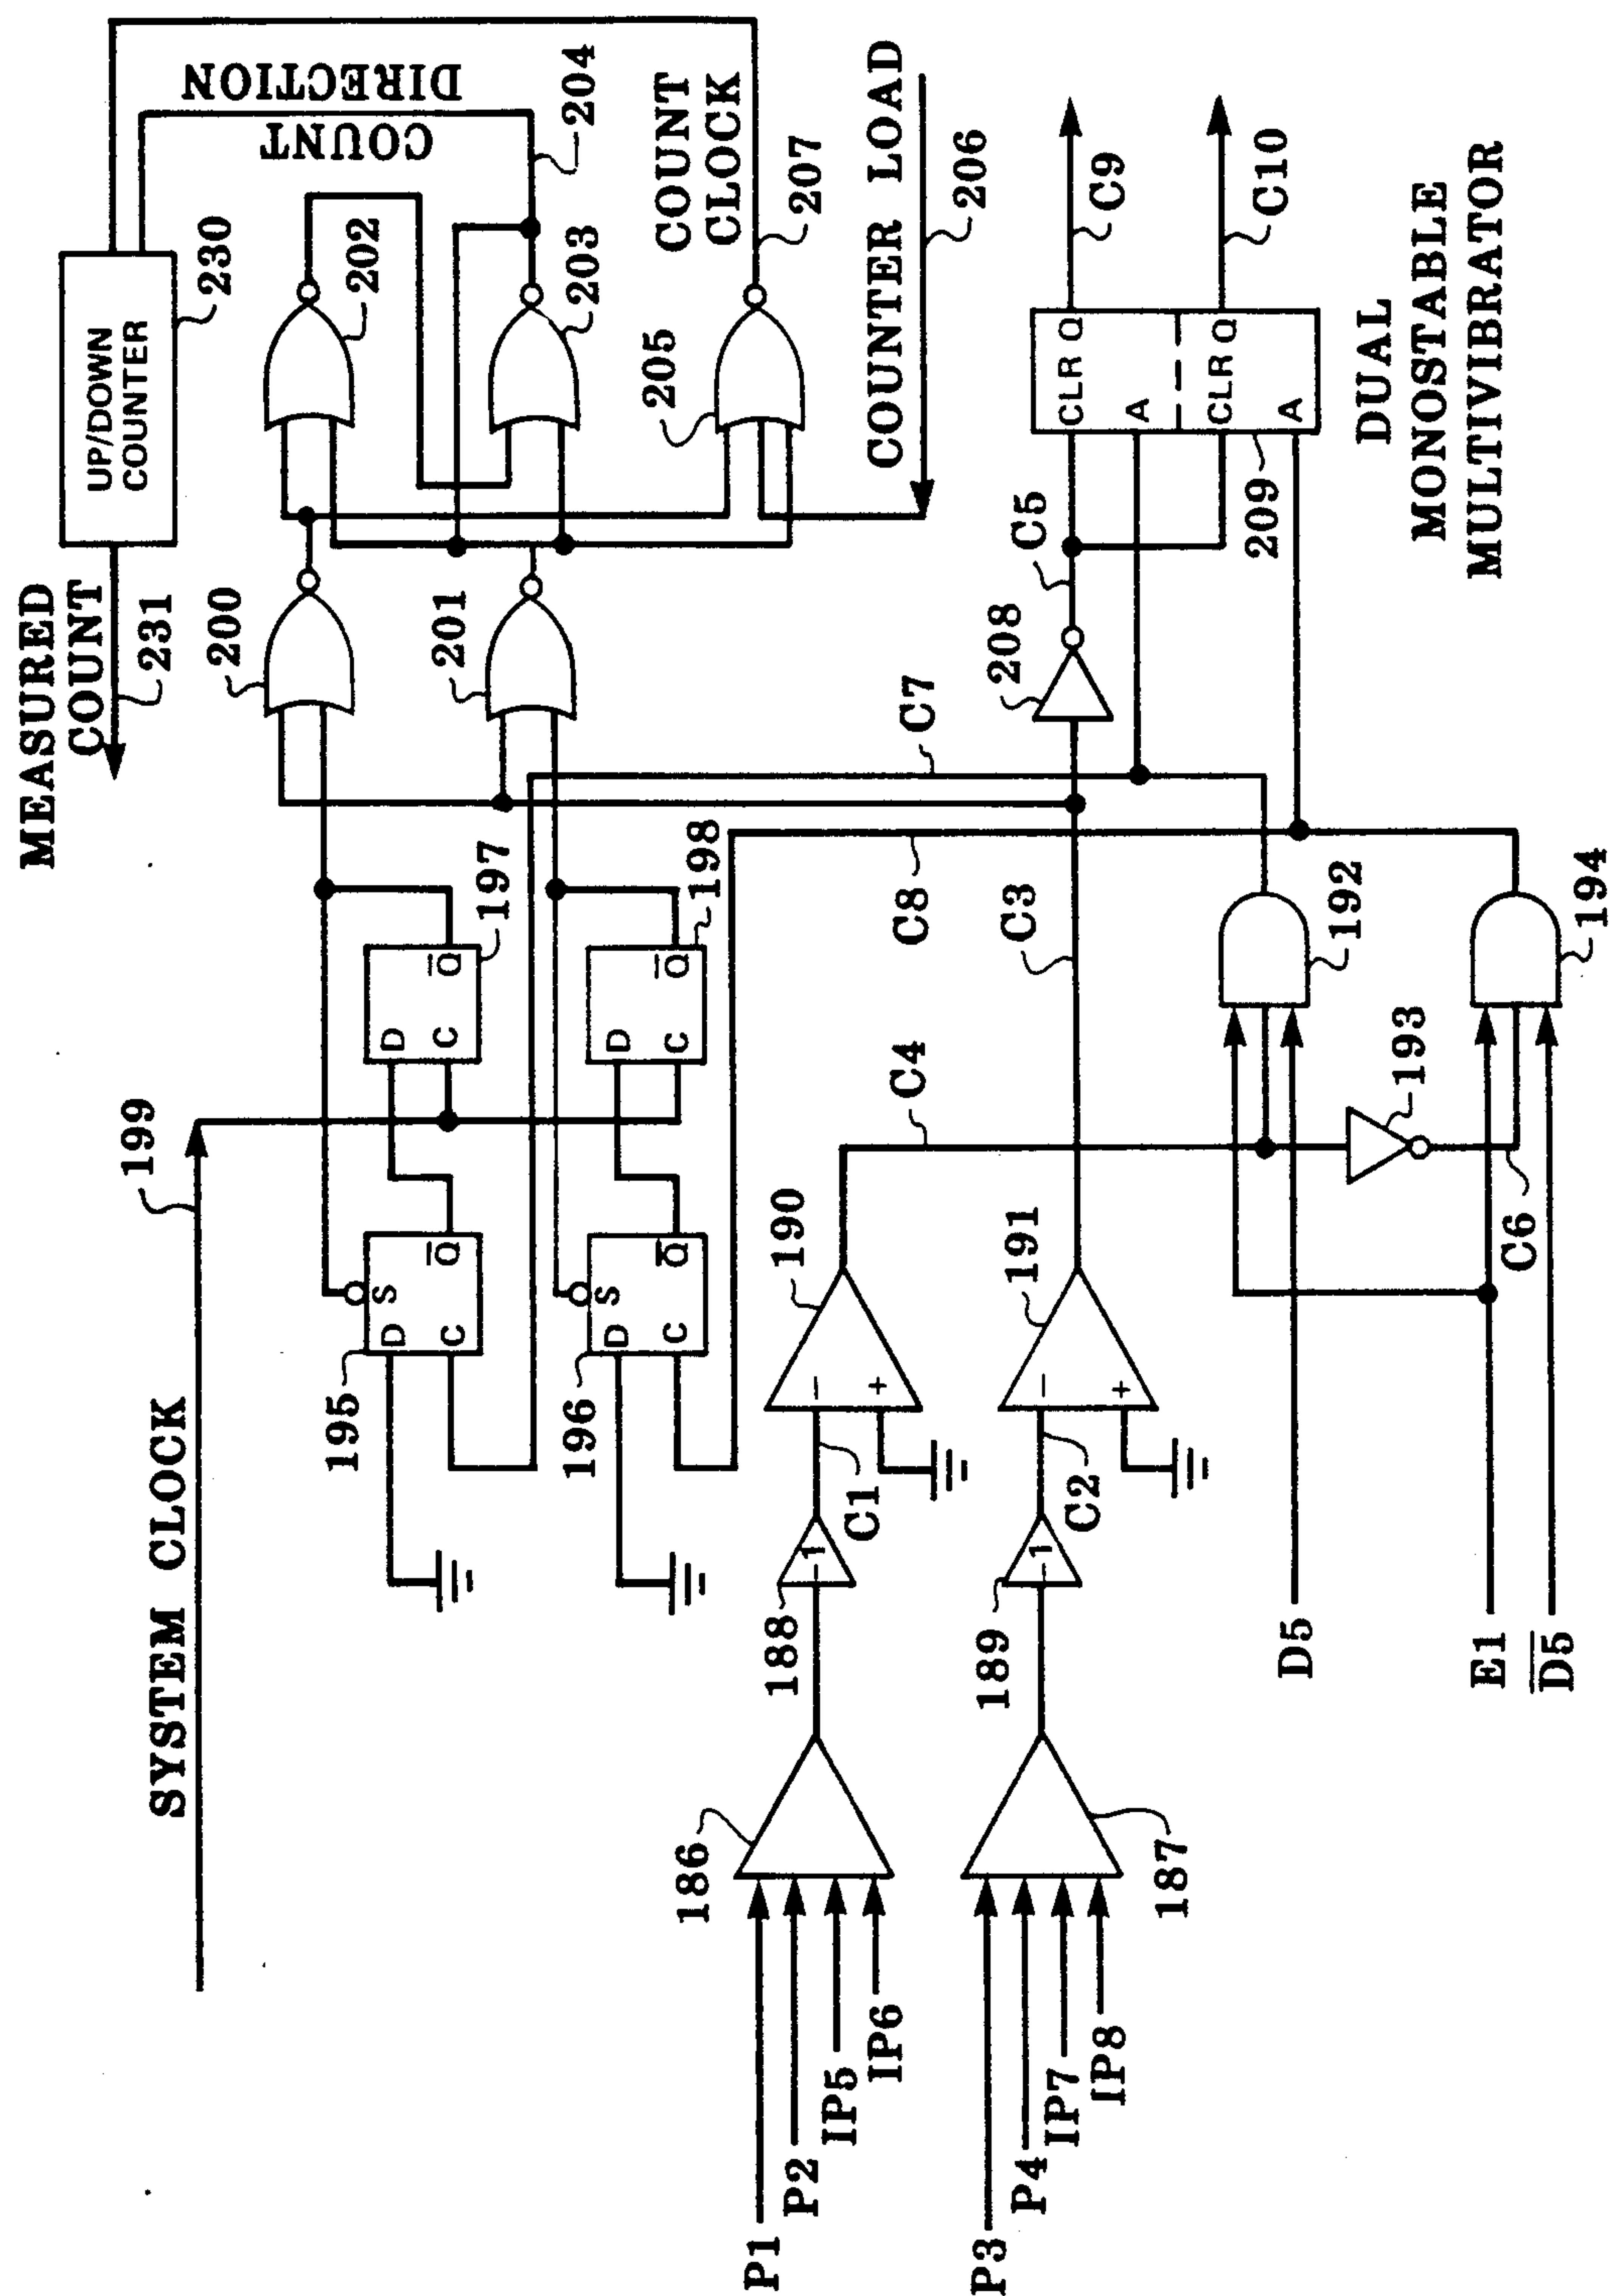 SYSTEM CLOCK
199
MEASURED
COUNT
231
UP/DOWN
COUNTER
230
COUNT
DIRECTION
204
195
D
C
S
Q̅
197
D
C
Q̅
200
202
196
D
C
S
Q̅
198
D
C
Q̅
201
203
205
COUNT
CLOCK
207
COUNTER LOAD
206
P1
P2
IP5
IP6
186
188
-1
C1
−
+
190
C4
C8
C7
P3
P4
IP7
IP8
187
189
-1
C2
−
+
191
C3
208
C5
CLR Q
A
CLR Q
A
209
C9
C10
DUAL
MONOSTABLE
MULTIVIBRATOR
D5
192
193
C6
E1
D̅5̅
194